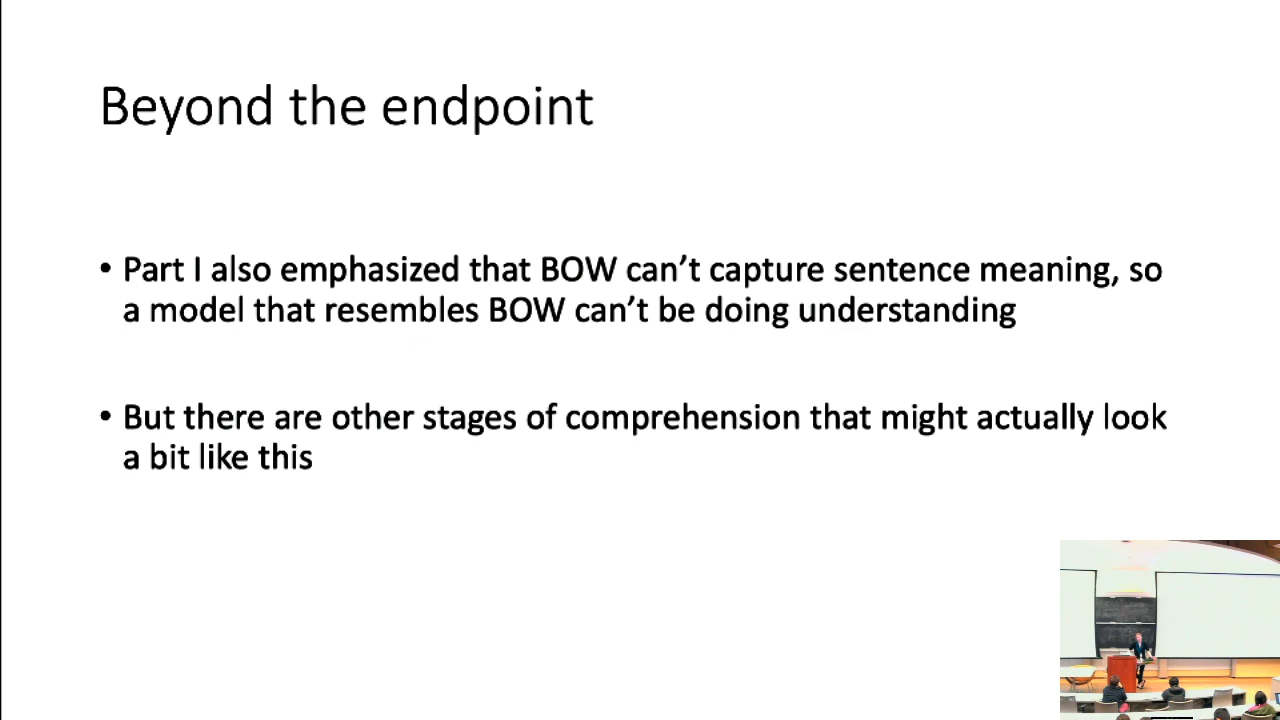 Beyond the endpoint
• Part I also emphasized that BOW can’t capture sentence meaning, so
a model that resembles BOW can’t be doing understanding
• But there are other stages of comprehension that might actually look
a bit like this